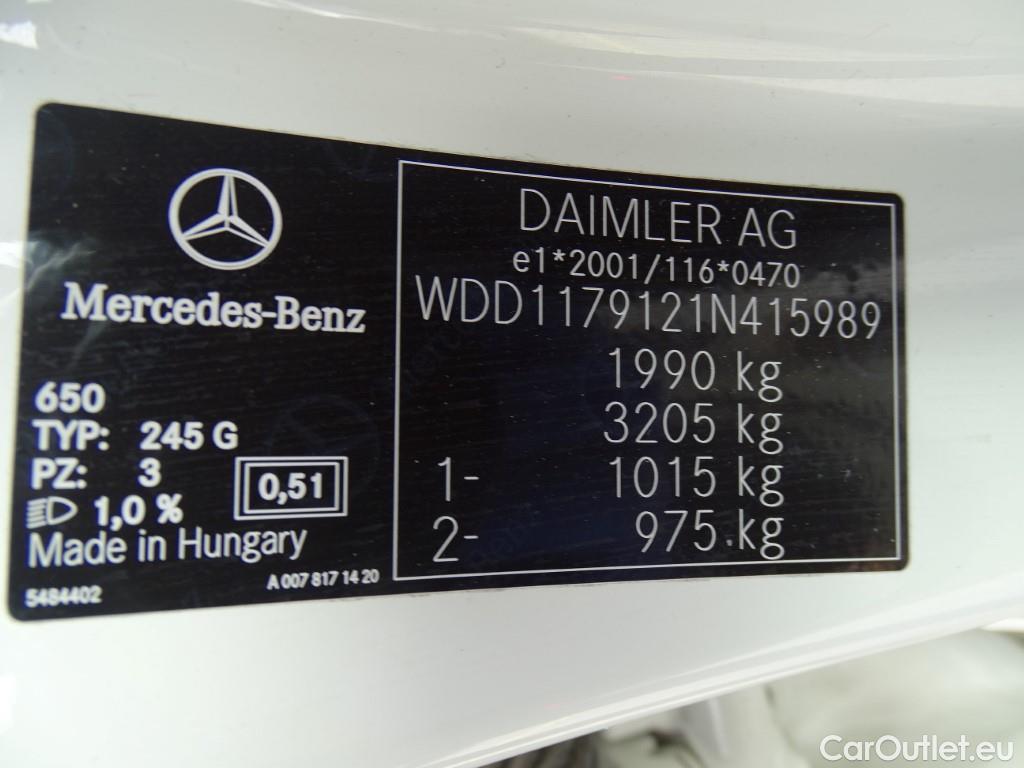 Mercedes-Benz
650
TYP: 245 G
PZ: 3
1,0 %
0,51
Made in Hungary
5484402
A 007 817 14 20
DAIMLER AG
e1*2001/116*0470
WDD1179121N415989
1990 kg
3205 kg
1- 1015 kg
2- 975 kg
CarOutlet.eu